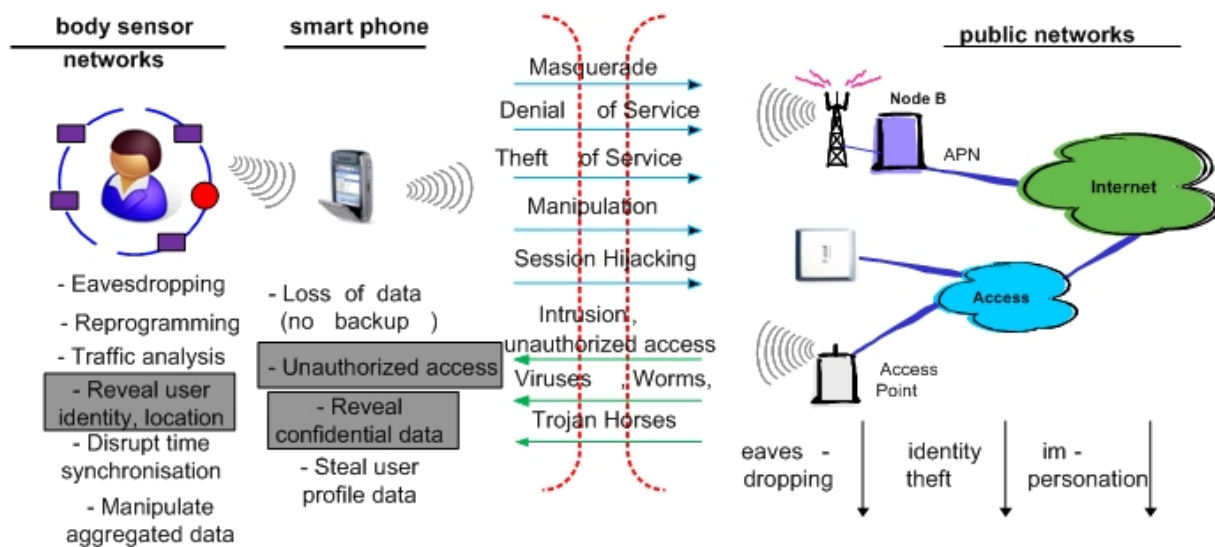 body sensor
networks
- Eavesdropping
- Reprogramming
- Traffic analysis
- Reveal user
identity, location
- Disrupt time
synchronisation
- Manipulate
aggregated data
smart phone
- Loss of data
(no backup )
- Unauthorized access
- Reveal
confidential data
- Steal user
profile data
Masquerade
Denial of Service
Theft of Service
Manipulation
Session Hijacking
Intrusion,
unauthorized access
Viruses , Worms,
Trojan Horses
public networks
Node B
APN
Internet
Access
Access
Point
eaves -
dropping
identity
theft
im -
personation